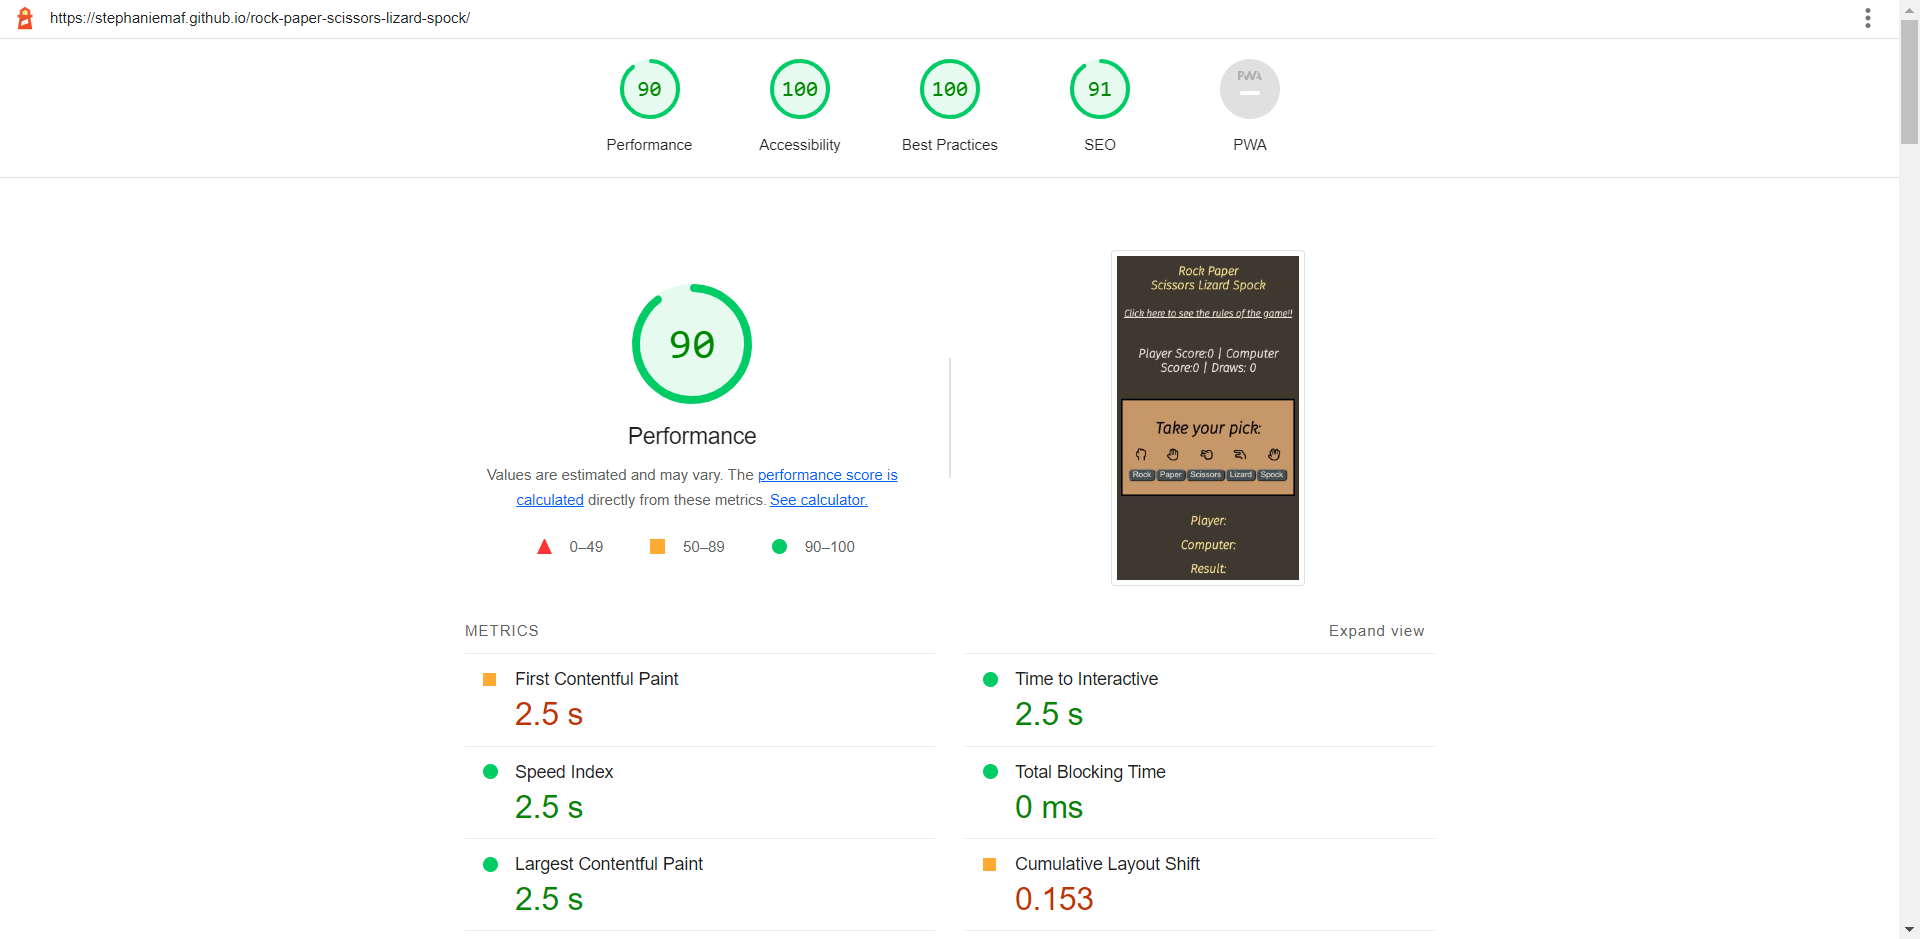 https://stephaniemaf.github.io/rock-paper-scissors-lizard-spock/
90
100
100
91
PWA
Performance
Accessibility
Best Practices
SEO
PWA
90
Performance
Values are estimated and may vary. The performance score is
calculated directly from these metrics. See calculator.
0–49
50–89
90–100
Rock Paper
Scissors Lizard Spock
Click here to see the rules of the game!!
Player Score:0 | Computer
Score:0 | Draws: 0
Take your pick:
Rock Paper Scissors Lizard Spock
Player:
Computer:
Result:
METRICS
Expand view
First Contentful Paint
2.5 s
Time to Interactive
2.5 s
Speed Index
2.5 s
Total Blocking Time
0 ms
Largest Contentful Paint
2.5 s
Cumulative Layout Shift
0.153